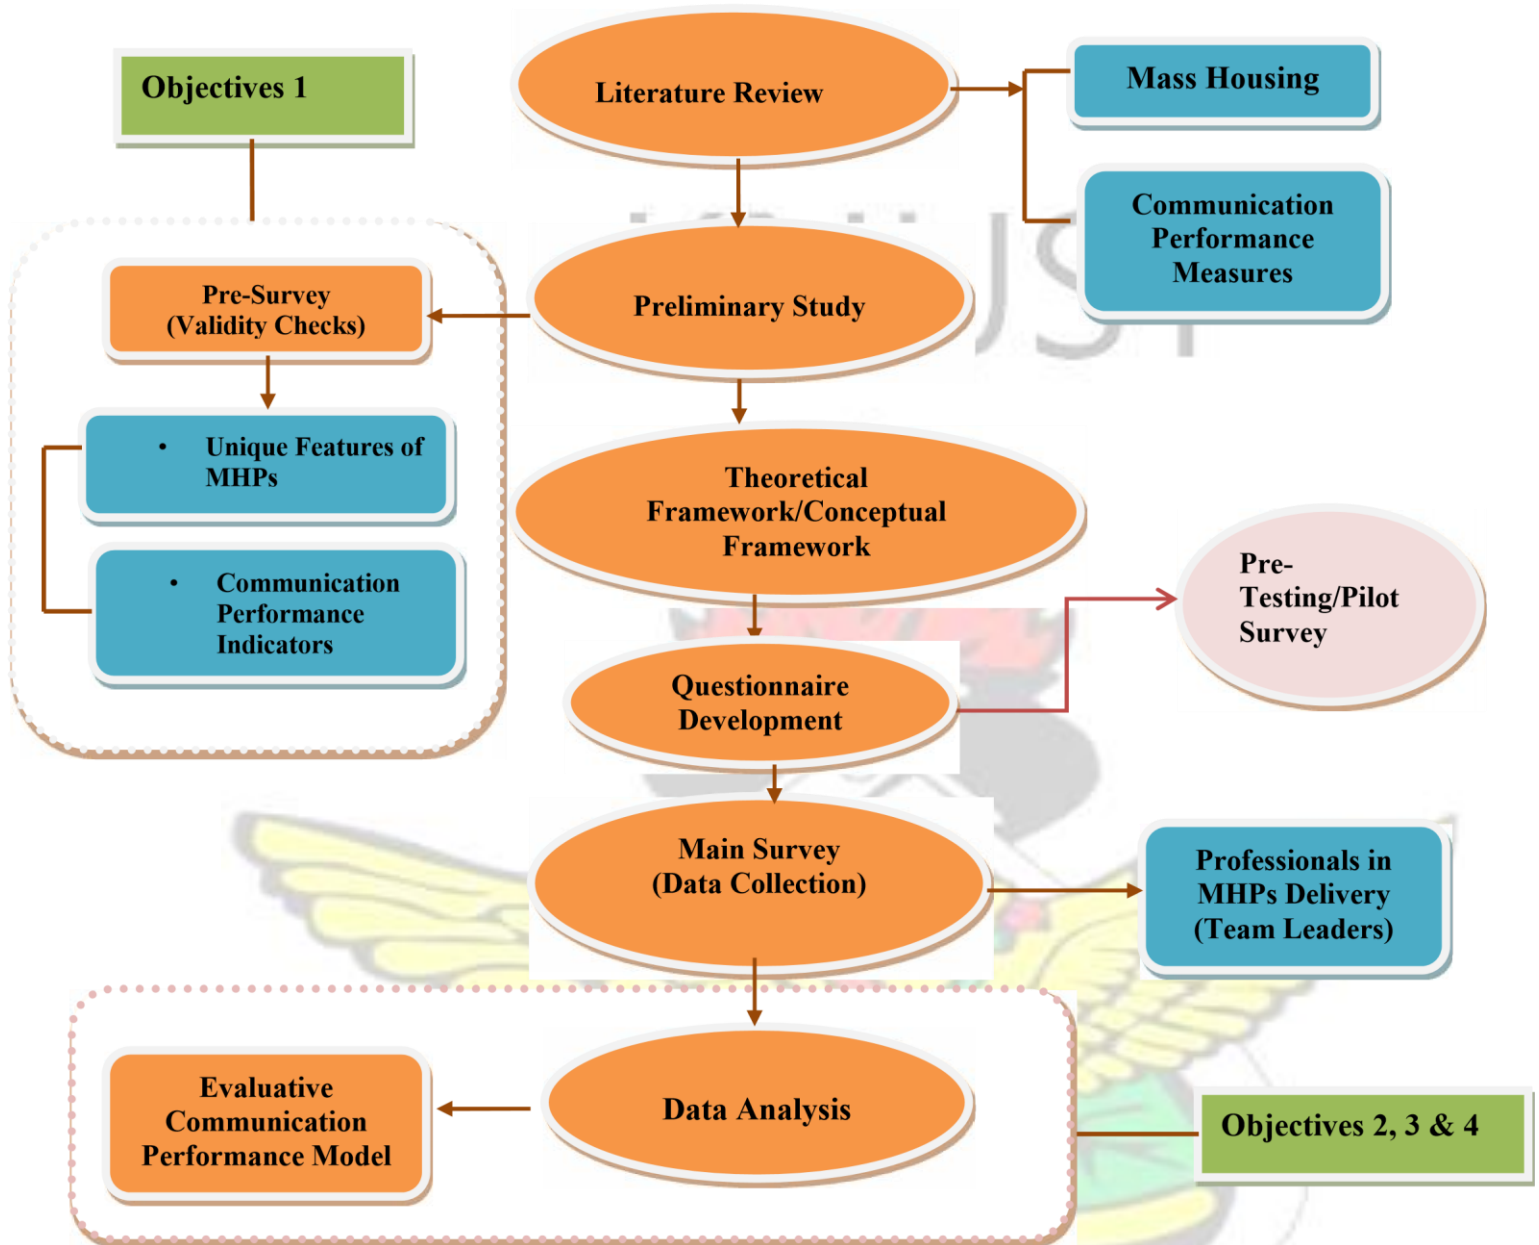 Objectives 1
Literature Review
Mass Housing
Communication
Performance
Measures
Pre-Survey
(Validity Checks)
Preliminary Study
• Unique Features of
MHPs
• Communication
Performance
Indicators
Theoretical
Framework/Conceptual
Framework
Pre-
Testing/Pilot
Survey
Questionnaire
Development
Main Survey
(Data Collection)
Professionals in
MHPs Delivery
(Team Leaders)
Evaluative
Communication
Performance Model
Data Analysis
Objectives 2, 3 & 4